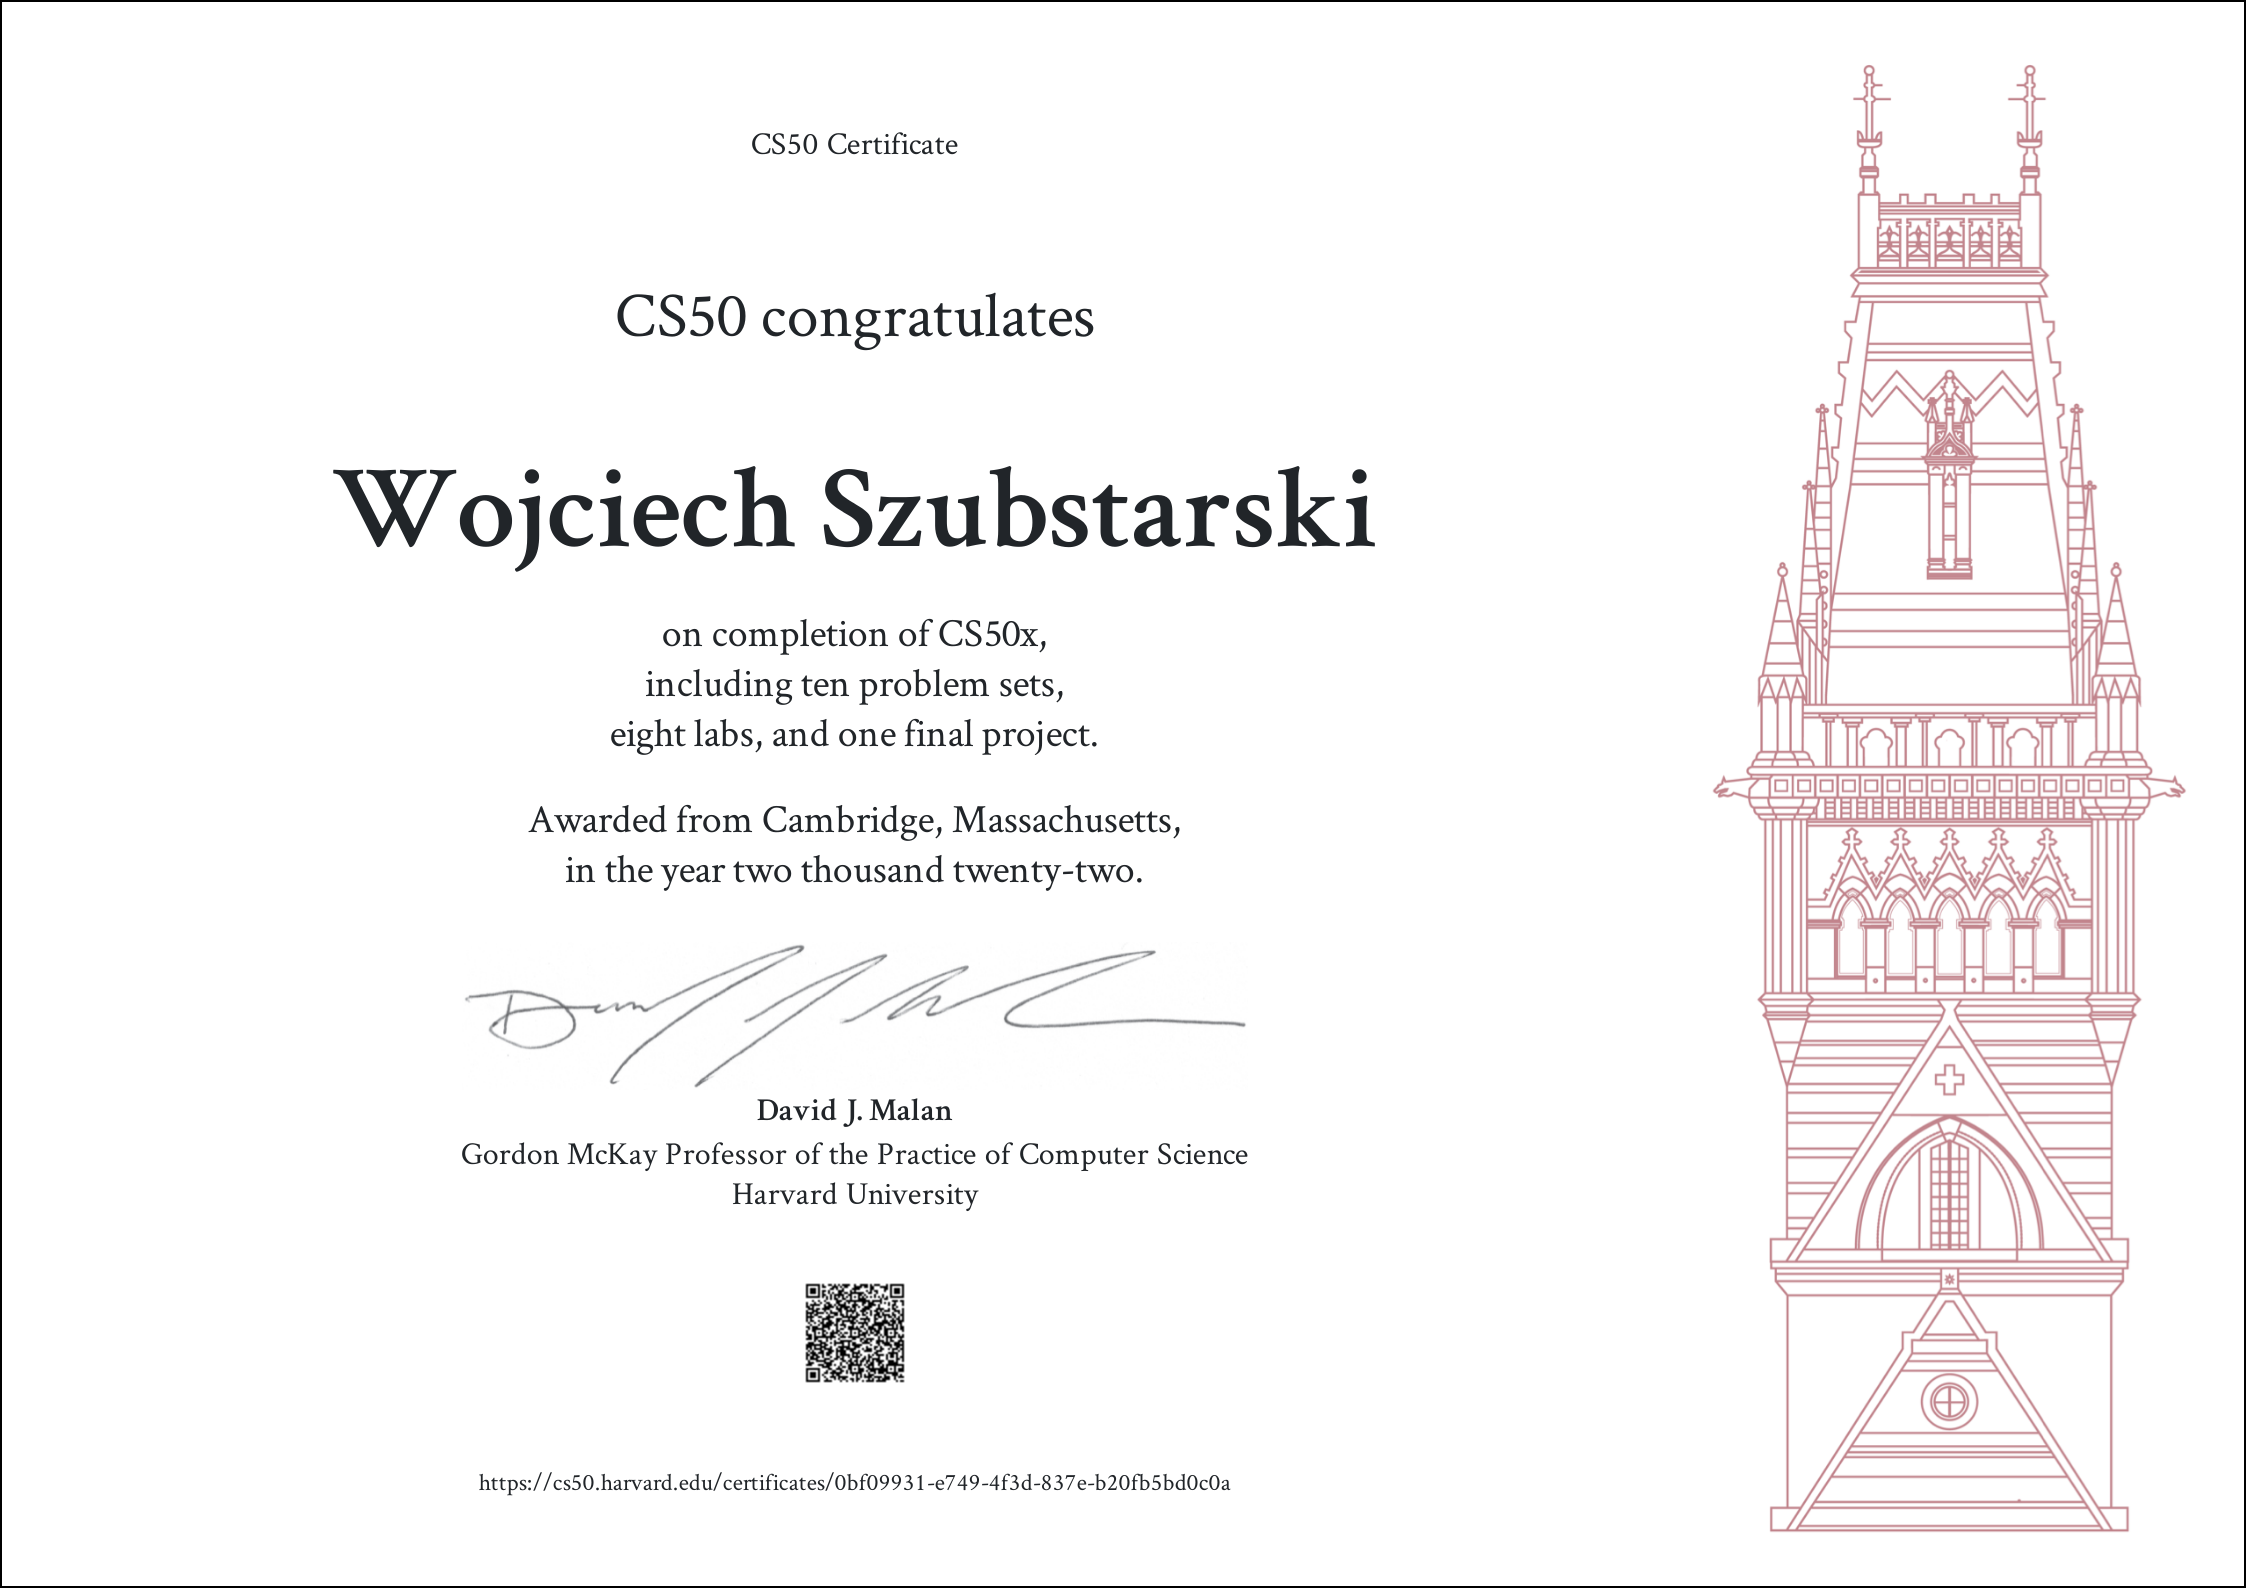 CS50 Certificate
CS50 congratulates
Wojciech Szubstarski
on completion of CS50x,
including ten problem sets,
eight labs, and one final project.
Awarded from Cambridge, Massachusetts,
in the year two thousand twenty-two.
David J. Malan
Gordon McKay Professor of the Practice of Computer Science
Harvard University
https://cs50.harvard.edu/certificates/0bf09931-e749-4f3d-837e-b20fb5bd0c0a